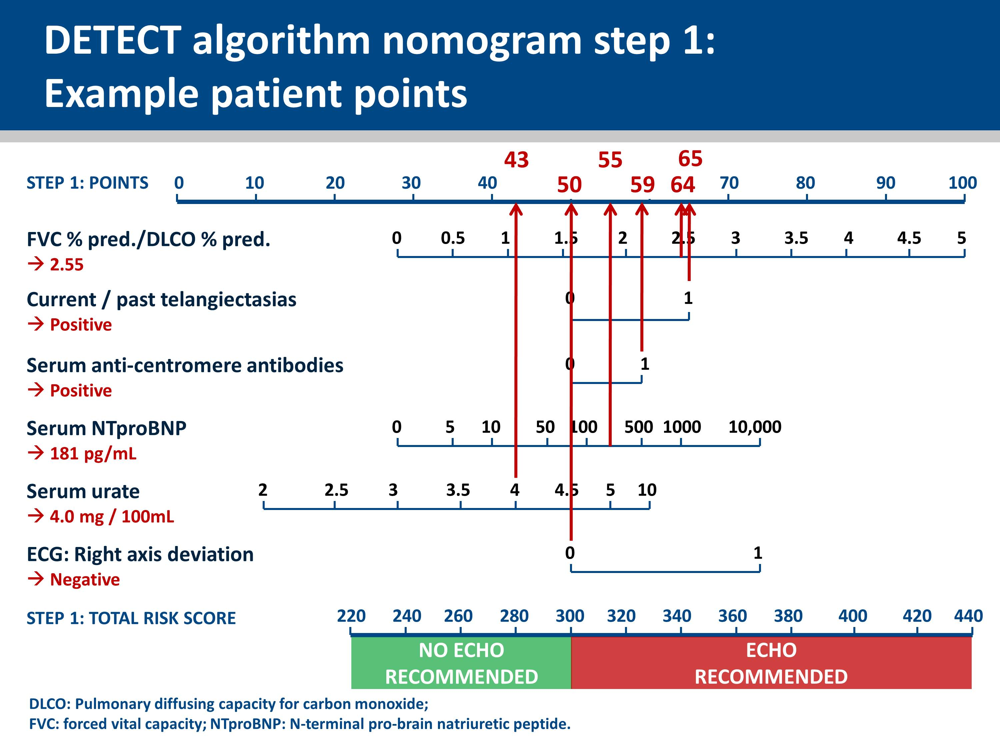 DETECT algorithm nomogram step 1:
Example patient points
43 55 65
STEP 1: POINTS 0 10 20 30 40 50 59 64 70 80 90 100
FVC % pred./DLCO % pred. 0 0.5 1 1.5 2 2.5 3 3.5 4 4.5 5
→ 2.55
Current / past telangiectasias 0 1
→ Positive
Serum anti-centromere antibodies 0 1
→ Positive
Serum NTproBNP 0 5 10 50 100 500 1000 10,000
→ 181 pg/mL
Serum urate 2 2.5 3 3.5 4 4.5 5 10
→ 4.0 mg / 100mL
ECG: Right axis deviation 0 1
→ Negative
STEP 1: TOTAL RISK SCORE 220 240 260 280 300 320 340 360 380 400 420 440
NO ECHO ECHO
RECOMMENDED RECOMMENDED
DLCO: Pulmonary diffusing capacity for carbon monoxide;
FVC: forced vital capacity; NTproBNP: N-terminal pro-brain natriuretic peptide.